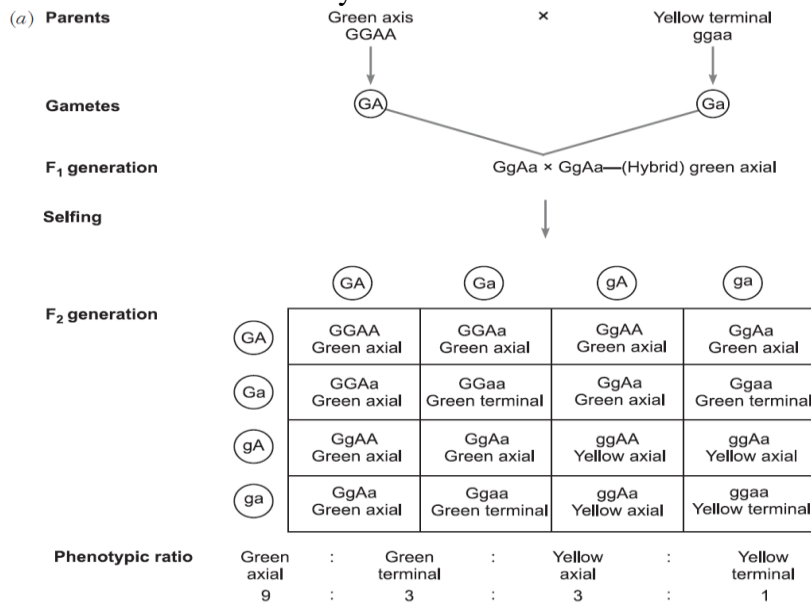 (a) Parents Green axis × Yellow terminal
GGAA ggaa
Gametes GA Ga
F1 generation GgAa × GgAa—(Hybrid) green axial
Selfing
GA Ga gA ga
F2 generation
GA GGAA GGAa GgAA GgAa
Green axial Green axial Green axial Green axial
Ga GGAa GGaa GgAa Ggaa
Green axial Green terminal Green axial Green terminal
gA GgAA GgAa ggAA ggAa
Green axial Green axial Yellow axial Yellow axial
ga GgAa Ggaa ggAa ggaa
Green axial Green terminal Yellow axial Yellow terminal
Phenotypic ratio Green : Green : Yellow : Yellow
axial terminal axial terminal
9 : 3 : 3 : 1